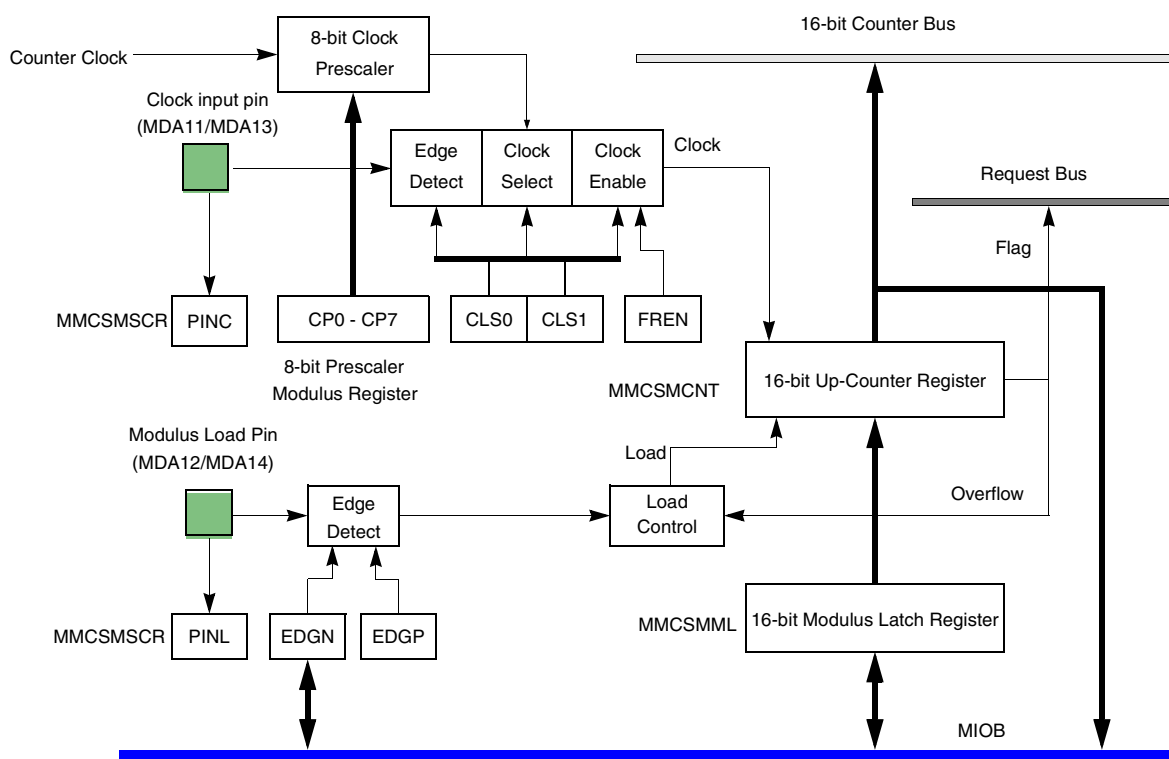 16-bit Counter Bus
8-bit Clock
Prescaler
Counter Clock
Clock input pin
(MDA11/MDA13)
Edge
Detect
Clock
Select
Clock
Enable
Clock
Request Bus
Flag
MMCSMSCR
PINC
CP0 - CP7
CLS0
CLS1
FREN
8-bit Prescaler
Modulus Register
MMCSMCNT
16-bit Up-Counter Register
Modulus Load Pin
(MDA12/MDA14)
Load
Edge
Detect
Load
Control
Overflow
MMCSMSCR
PINL
EDGN
EDGP
MMCSMML
16-bit Modulus Latch Register
MIOB